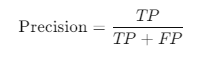 Precision = TP / TP + FP